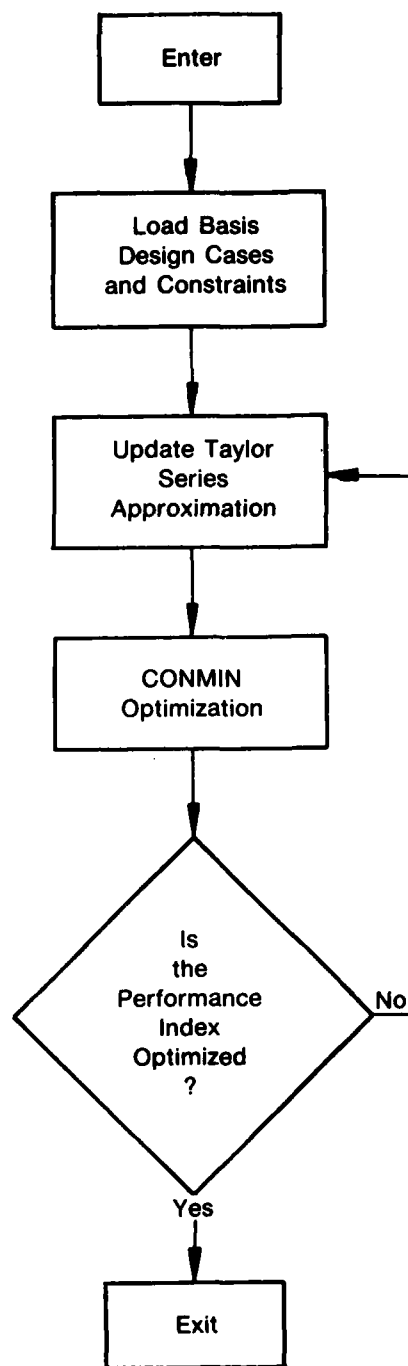 Enter
Load Basis
Design Cases
and Constraints
Update Taylor
Series
Approximation
CONMIN
Optimization
Is
the
Performance
Index
Optimized
?
No
Yes
Exit